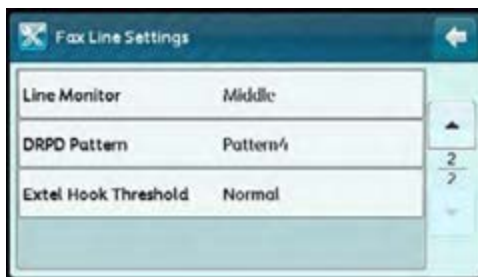 Fax Line Settings
Line Monitor Middle
DRPD Pattern Pattern4
Extel Hook Threshold Normal
2
2